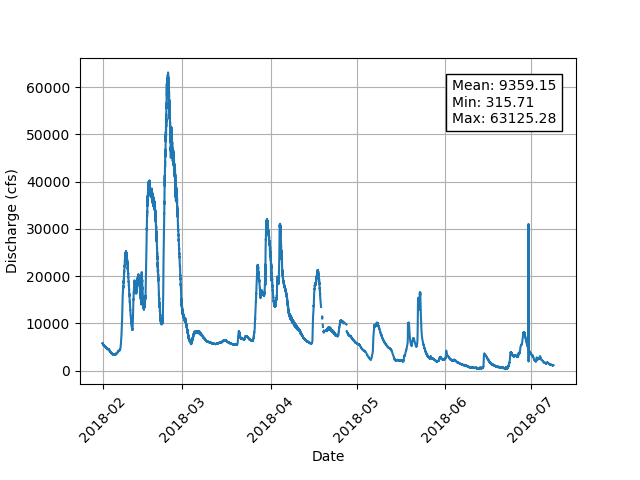 Discharge (cfs)
60000
50000
40000
30000
20000
10000
0
Mean: 9359.15
Min: 315.71
Max: 63125.28
2018-02
2018-03
2018-04
2018-05
2018-06
2018-07
Date